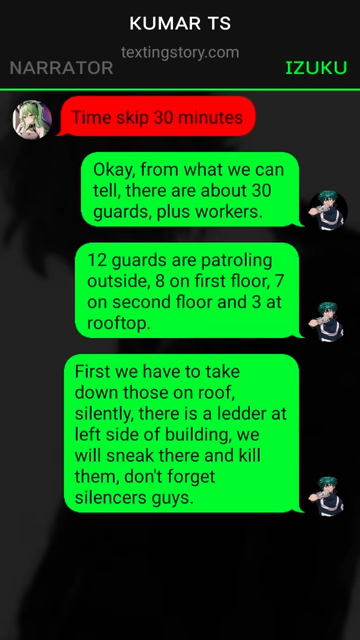 KUMAR TS
textingstory.com
NARRATOR
IZUKU
Time skip 30 minutes
Okay, from what we can
tell, there are about 30
guards, plus workers.
12 guards are patroling
outside, 8 on first floor, 7
on second floor and 3 at
rooftop.
First we have to take
down those on roof,
silently, there is a ledder at
left side of building, we
will sneak there and kill
them, don't forget
silencers guys.